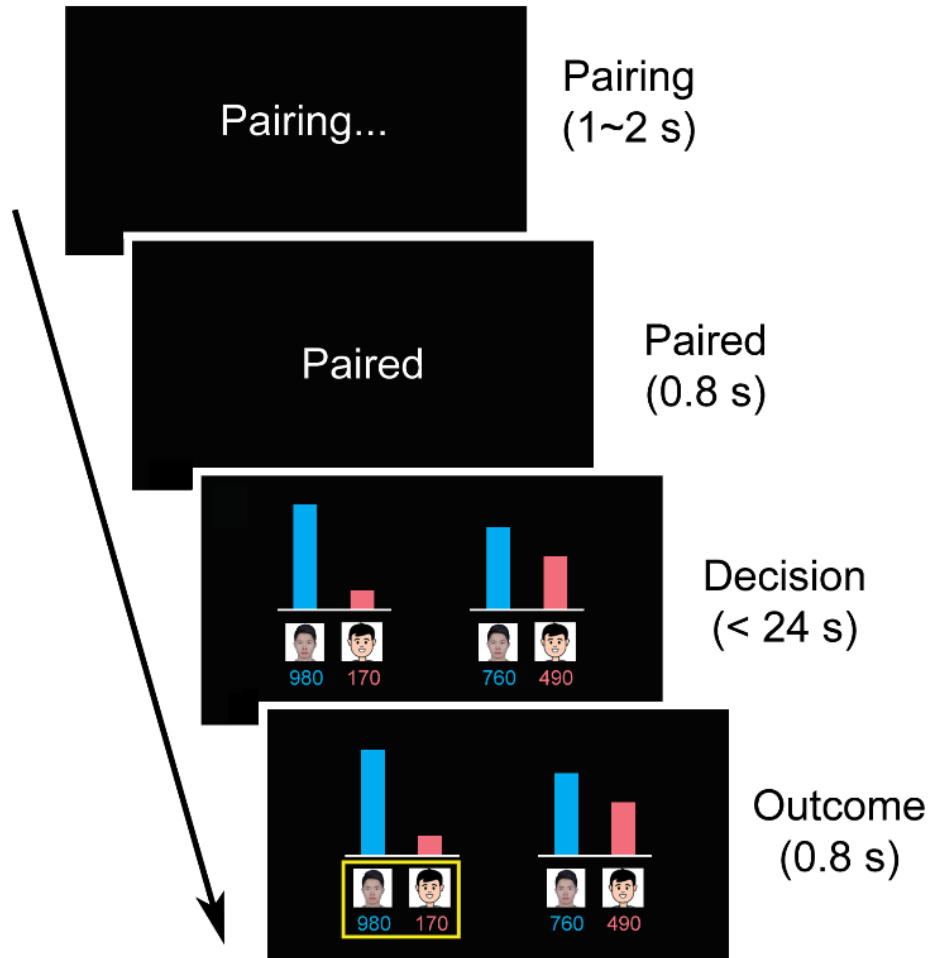 Pairing...
Pairing
(1~2 s)
Paired
Paired
(0.8 s)
980 170 760 490
Decision
(< 24 s)
980 170 760 490
Outcome
(0.8 s)